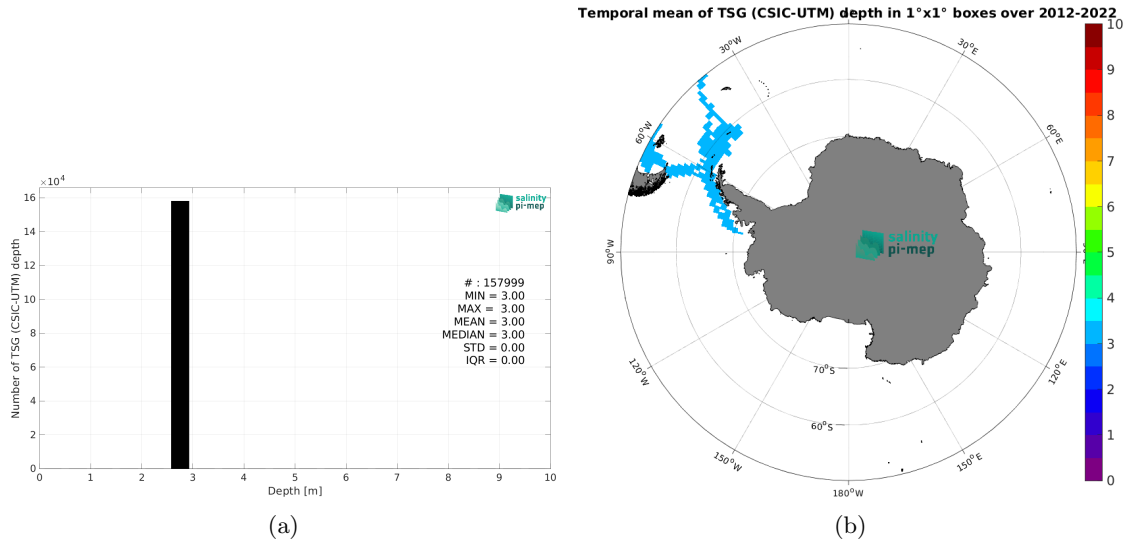 Temporal mean of TSG (CSIC-UTM) depth in 1°x1° boxes over 2012-2022
×10⁴
16
14
12
10
8
6
4
2
0
Number of TSG (CSIC-UTM) depth
salinity
pi-mep
# : 157999
MIN = 3.00
MAX = 3.00
MEAN = 3.00
MEDIAN = 3.00
STD = 0.00
IQR = 0.00
0 1 2 3 4 5 6 7 8 9 10
Depth [m]
(a)
30°W
30°E
60°W
60°E
90°W
120°W
120°E
150°W
150°E
180°W
70°S
60°S
salinity
pi-mep
10
9
8
7
6
5
4
3
2
1
0
(b)